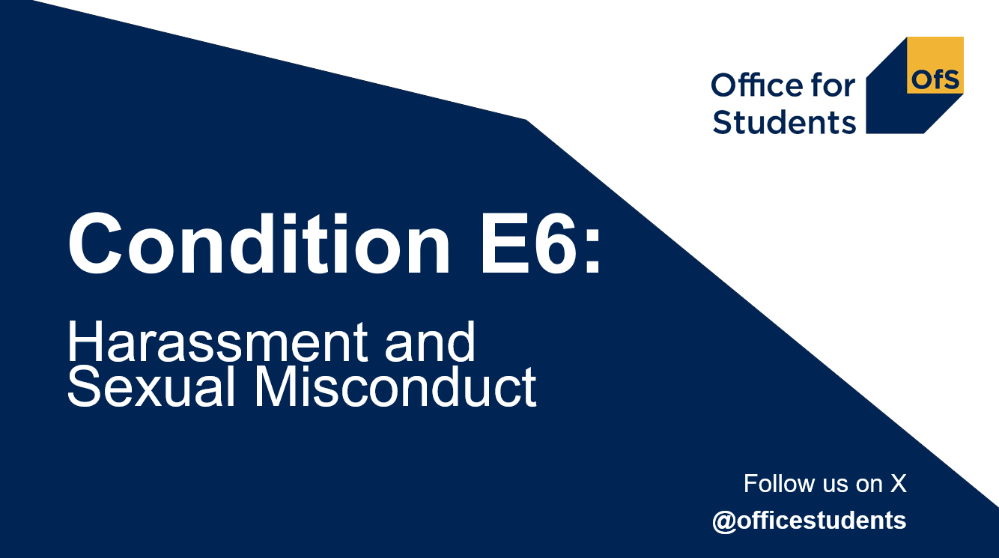 Office for
Students
OfS
Condition E6:
Harassment and
Sexual Misconduct
Follow us on X
@officestudents